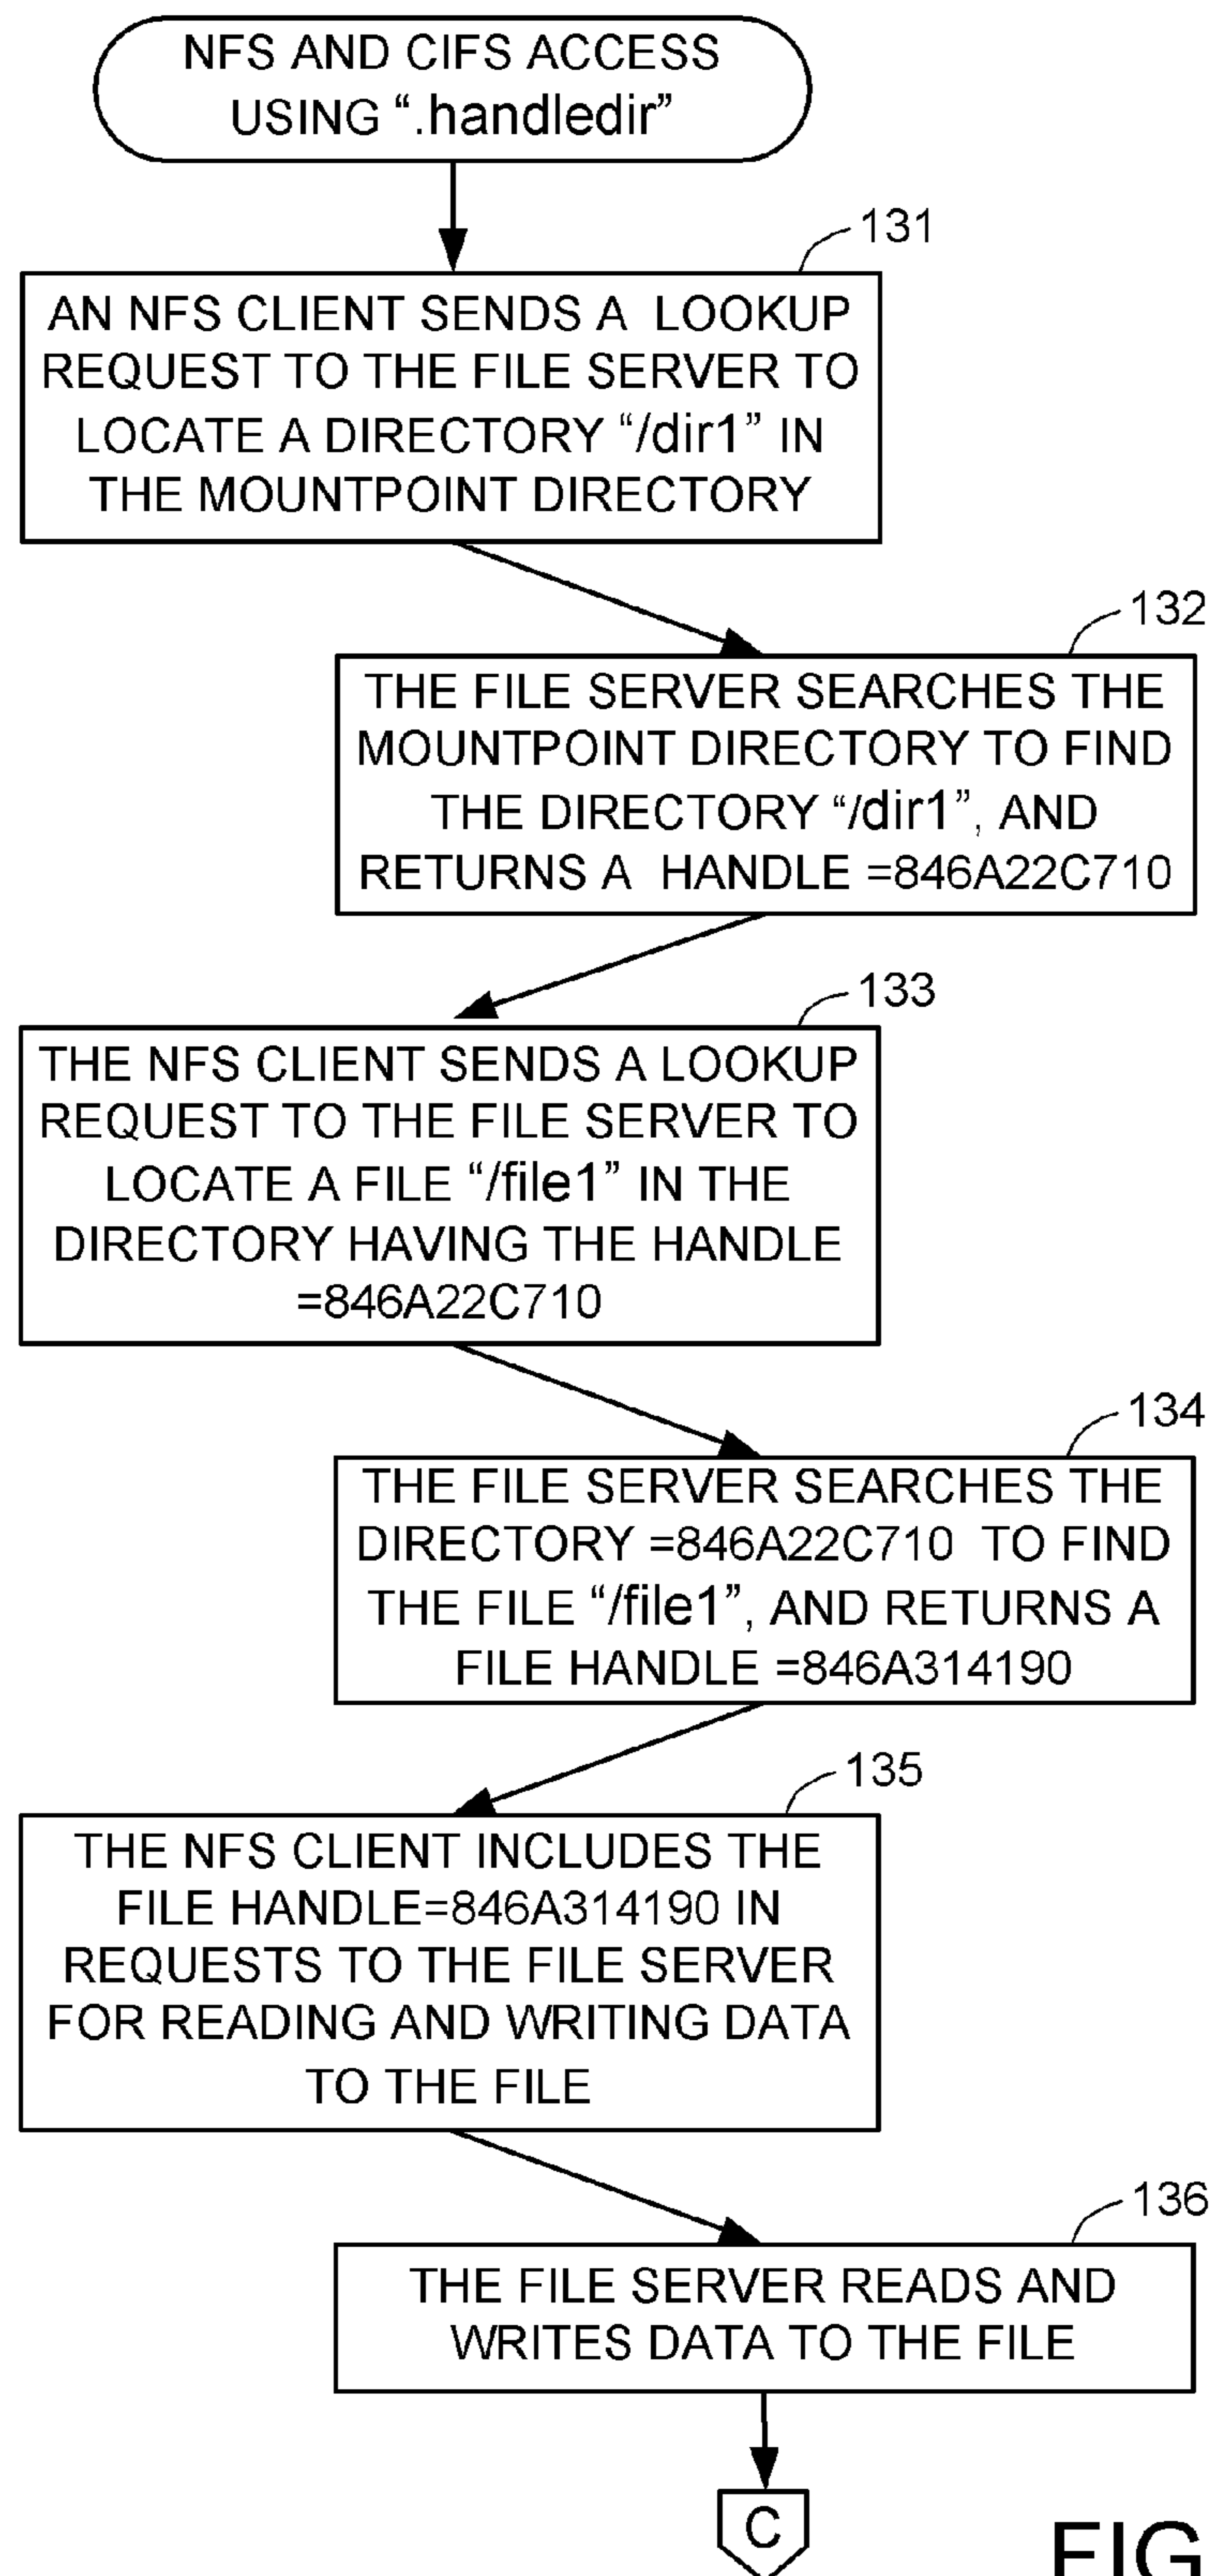 NFS AND CIFS ACCESS
USING “.handledir”
131
AN NFS CLIENT SENDS A LOOKUP
REQUEST TO THE FILE SERVER TO
LOCATE A DIRECTORY “/dir1” IN
THE MOUNTPOINT DIRECTORY
132
THE FILE SERVER SEARCHES THE
MOUNTPOINT DIRECTORY TO FIND
THE DIRECTORY “/dir1”, AND
RETURNS A HANDLE =846A22C710
133
THE NFS CLIENT SENDS A LOOKUP
REQUEST TO THE FILE SERVER TO
LOCATE A FILE “/file1” IN THE
DIRECTORY HAVING THE HANDLE
=846A22C710
134
THE FILE SERVER SEARCHES THE
DIRECTORY =846A22C710 TO FIND
THE FILE “/file1”, AND RETURNS A
FILE HANDLE =846A314190
135
THE NFS CLIENT INCLUDES THE
FILE HANDLE=846A314190 IN
REQUESTS TO THE FILE SERVER
FOR READING AND WRITING DATA
TO THE FILE
136
THE FILE SERVER READS AND
WRITES DATA TO THE FILE
C
FIG